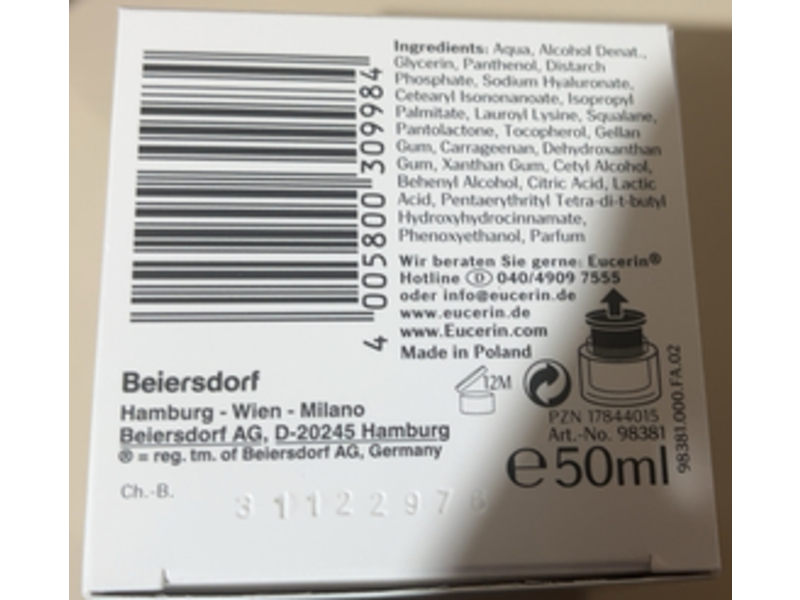 Ingredients: Aqua, Alcohol Denat.,
Glycerin, Panthenol, Distarch
Phosphate, Sodium Hyaluronate,
Cetearyl Isononanoate, Isopropyl
Palmitate, Lauroyl Lysine, Squalane,
Pantolactone, Tocopherol, Gellan
Gum, Carrageenan, Dehydroxanthan
Gum, Xanthan Gum, Cetyl Alcohol,
Behenyl Alcohol, Citric Acid, Lactic
Acid, Pentaerythrityl Tetra-di-t-butyl
Hydroxyhydrocinnamate,
Phenoxyethanol, Parfum
Wir beraten Sie gerne: Eucerin®
Hotline D 040/4909 7555
oder info@eucerin.de
www.eucerin.de
www.Eucerin.com
Made in Poland
4 005800 309984
Beiersdorf
Hamburg - Wien - Milano
Beiersdorf AG, D-20245 Hamburg
® = reg. tm. of Beiersdorf AG, Germany
12M
PZN 17844015
Art.-No. 98381
e 50ml
98381.000.FA.02
Ch.-B.
31122976